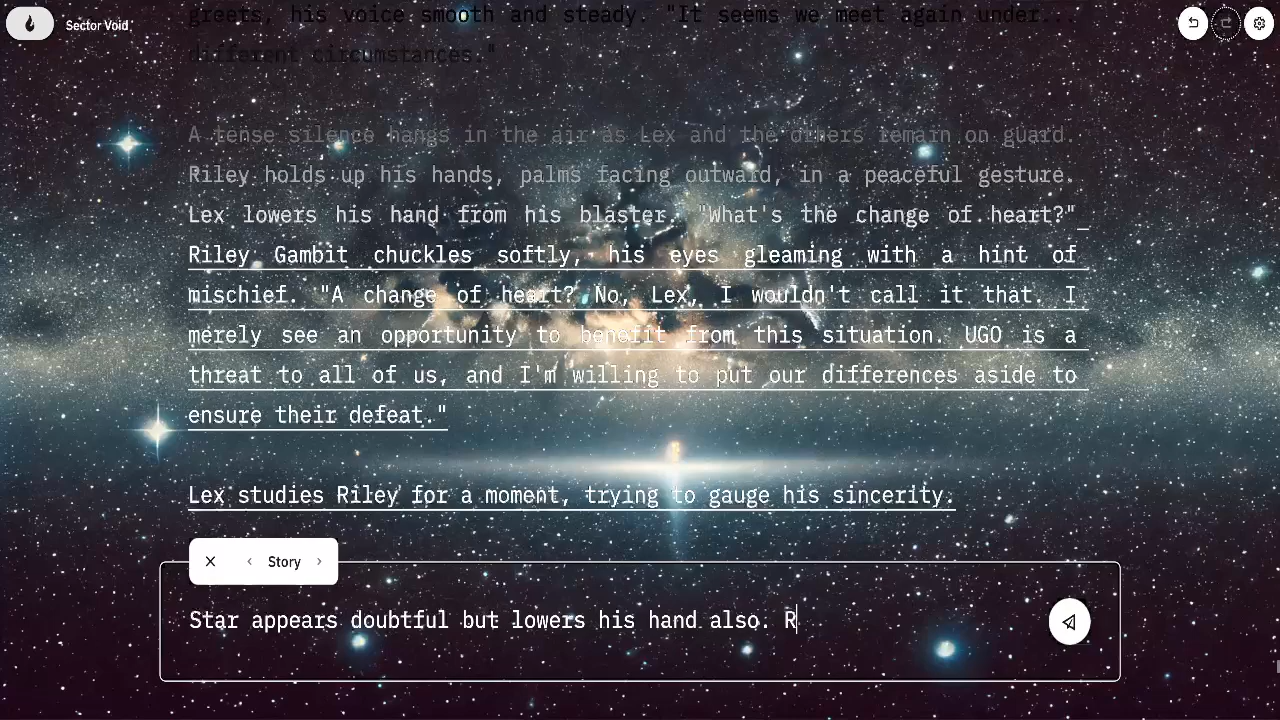 greets, his voice smooth and steady. "It seems we meet again under...
Sector Void
different circumstances."
A tense silence hangs in the air as Lex and the others remain on guard.
Riley holds up his hands, palms facing outward, in a peaceful gesture.
Lex lowers his hand from his blaster. "What's the change of heart?"
Riley Gambit chuckles softly, his eyes gleaming with a hint of
mischief. "A change of heart? No, Lex, I wouldn't call it that. I
merely see an opportunity to benefit from this situation. UGO is a
threat to all of us, and I'm willing to put our differences aside to
ensure their defeat."
Lex studies Riley for a moment, trying to gauge his sincerity.
Story
Star appears doubtful but lowers his hand also. R